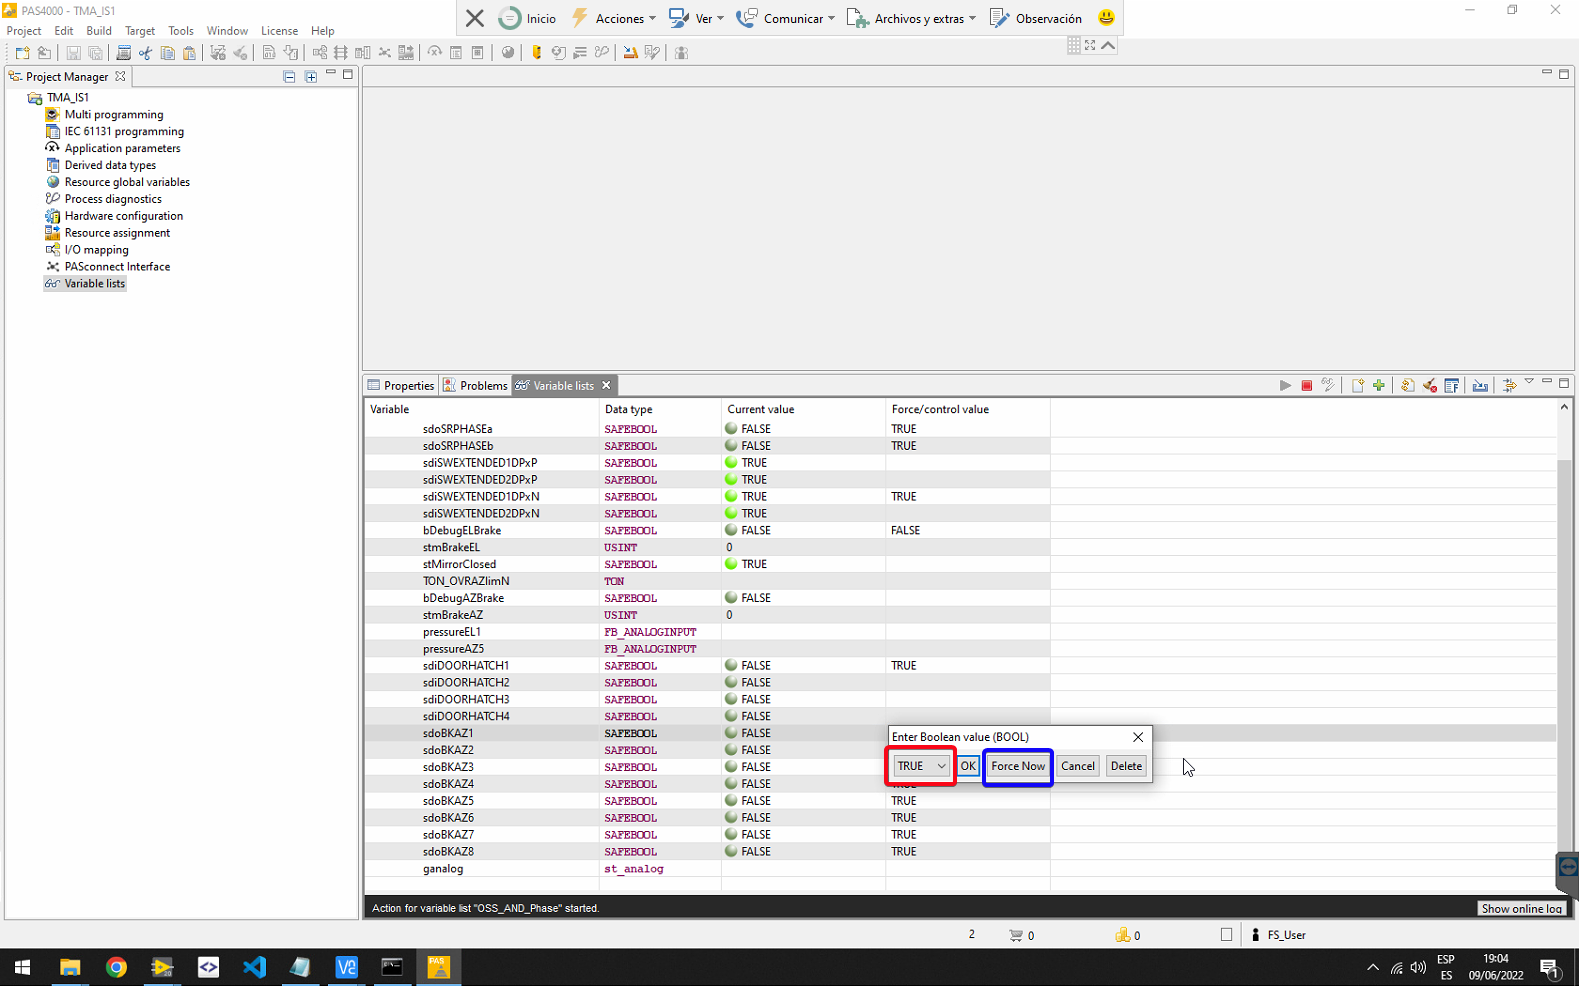 PAS4000 - TMA_IS1
Inicio
Acciones
Ver
Comunicar
Archivos y extras
Observación
Project Edit Build Target Tools Window License Help
Project Manager
TMA_IS1
Multi programming
IEC 61131 programming
Application parameters
Derived data types
Resource global variables
Process diagnostics
Hardware configuration
Resource assignment
I/O mapping
PASconnect Interface
Variable lists
Properties Problems Variable lists
Variable Data type Current value Force/control value
sdoSRPHASEa SAFEBOOL FALSE TRUE
sdoSRPHASEb SAFEBOOL FALSE TRUE
sdiSWEXTENDED1DPxP SAFEBOOL TRUE
sdiSWEXTENDED2DPxP SAFEBOOL TRUE
sdiSWEXTENDED1DPxN SAFEBOOL TRUE TRUE
sdiSWEXTENDED2DPxN SAFEBOOL TRUE
bDebugELBrake SAFEBOOL FALSE FALSE
stmBrakeEL USINT 0
stMirrorClosed SAFEBOOL TRUE
TON_OVRAZlimN TON
bDebugAZBrake SAFEBOOL FALSE
stmBrakeAZ USINT 0
pressureEL1 FB_ANALOGINPUT
pressureAZ5 FB_ANALOGINPUT
sdiDOORHATCH1 SAFEBOOL FALSE TRUE
sdiDOORHATCH2 SAFEBOOL FALSE
sdiDOORHATCH3 SAFEBOOL FALSE
sdiDOORHATCH4 SAFEBOOL FALSE
sdoBKAZ1 SAFEBOOL FALSE
sdoBKAZ2 SAFEBOOL FALSE
sdoBKAZ3 SAFEBOOL FALSE
sdoBKAZ4 SAFEBOOL FALSE TRUE
sdoBKAZ5 SAFEBOOL FALSE TRUE
sdoBKAZ6 SAFEBOOL FALSE TRUE
sdoBKAZ7 SAFEBOOL FALSE TRUE
sdoBKAZ8 SAFEBOOL FALSE TRUE
ganalog st_analog
Enter Boolean value (BOOL)
TRUE OK Force Now Cancel Delete
Action for variable list "OSS_AND_Phase" started.
Show online log
2 0 0 FS_User
ESP
ES
19:04
09/06/2022
1